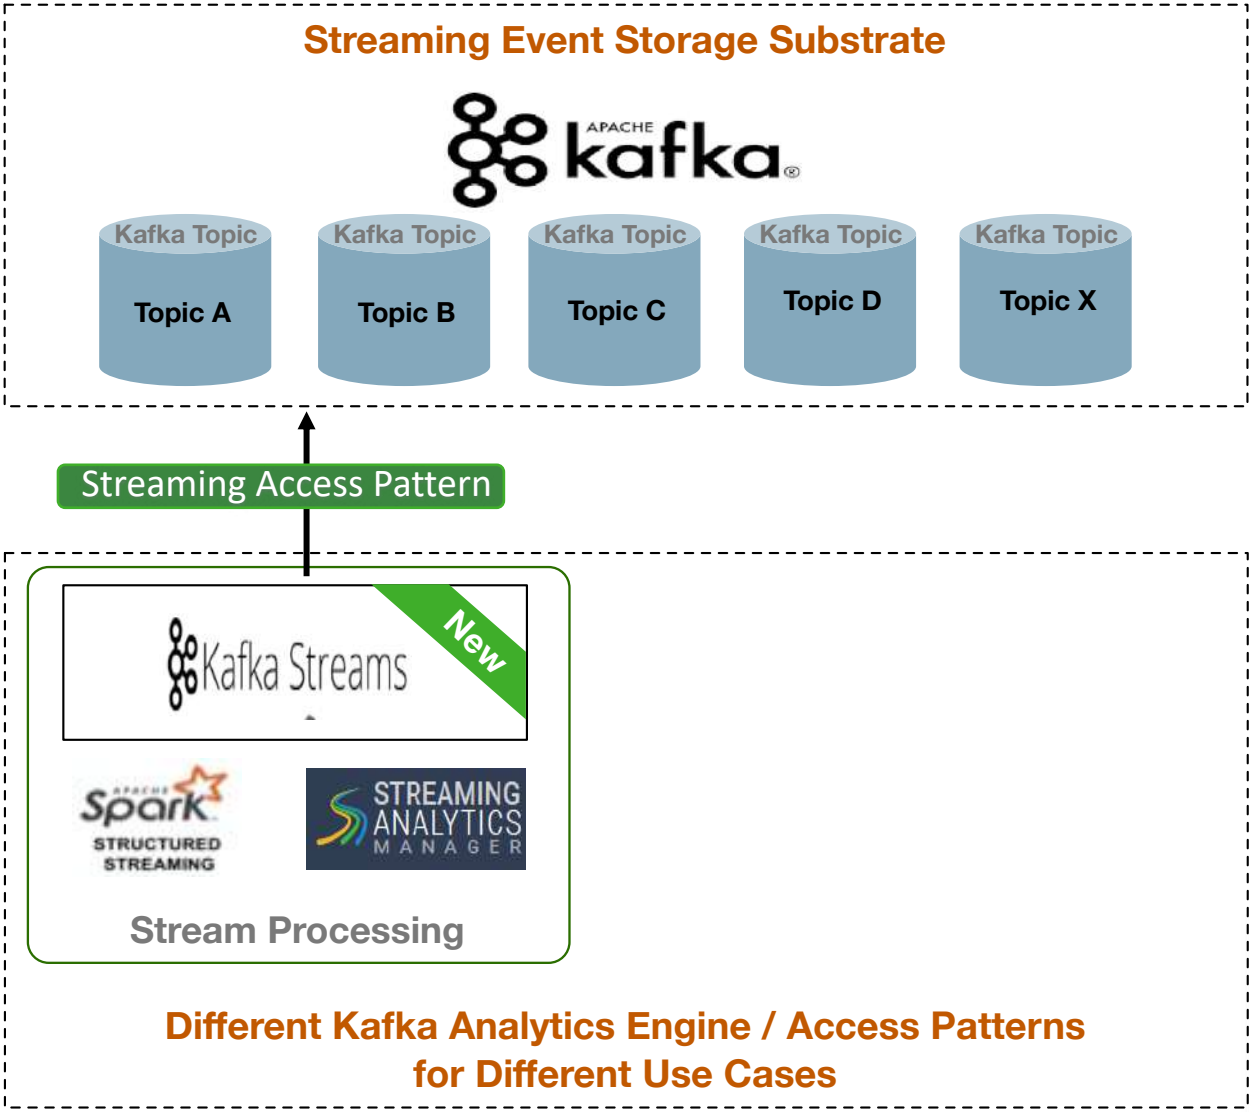 Streaming Event Storage Substrate
APACHE
kafka®
Kafka Topic
Topic A
Kafka Topic
Topic B
Kafka Topic
Topic C
Kafka Topic
Topic D
Kafka Topic
Topic X
Streaming Access Pattern
Kafka Streams
New
APACHE
Spark
STRUCTURED
STREAMING
STREAMING
ANALYTICS
MANAGER
Stream Processing
Different Kafka Analytics Engine / Access Patterns
for Different Use Cases